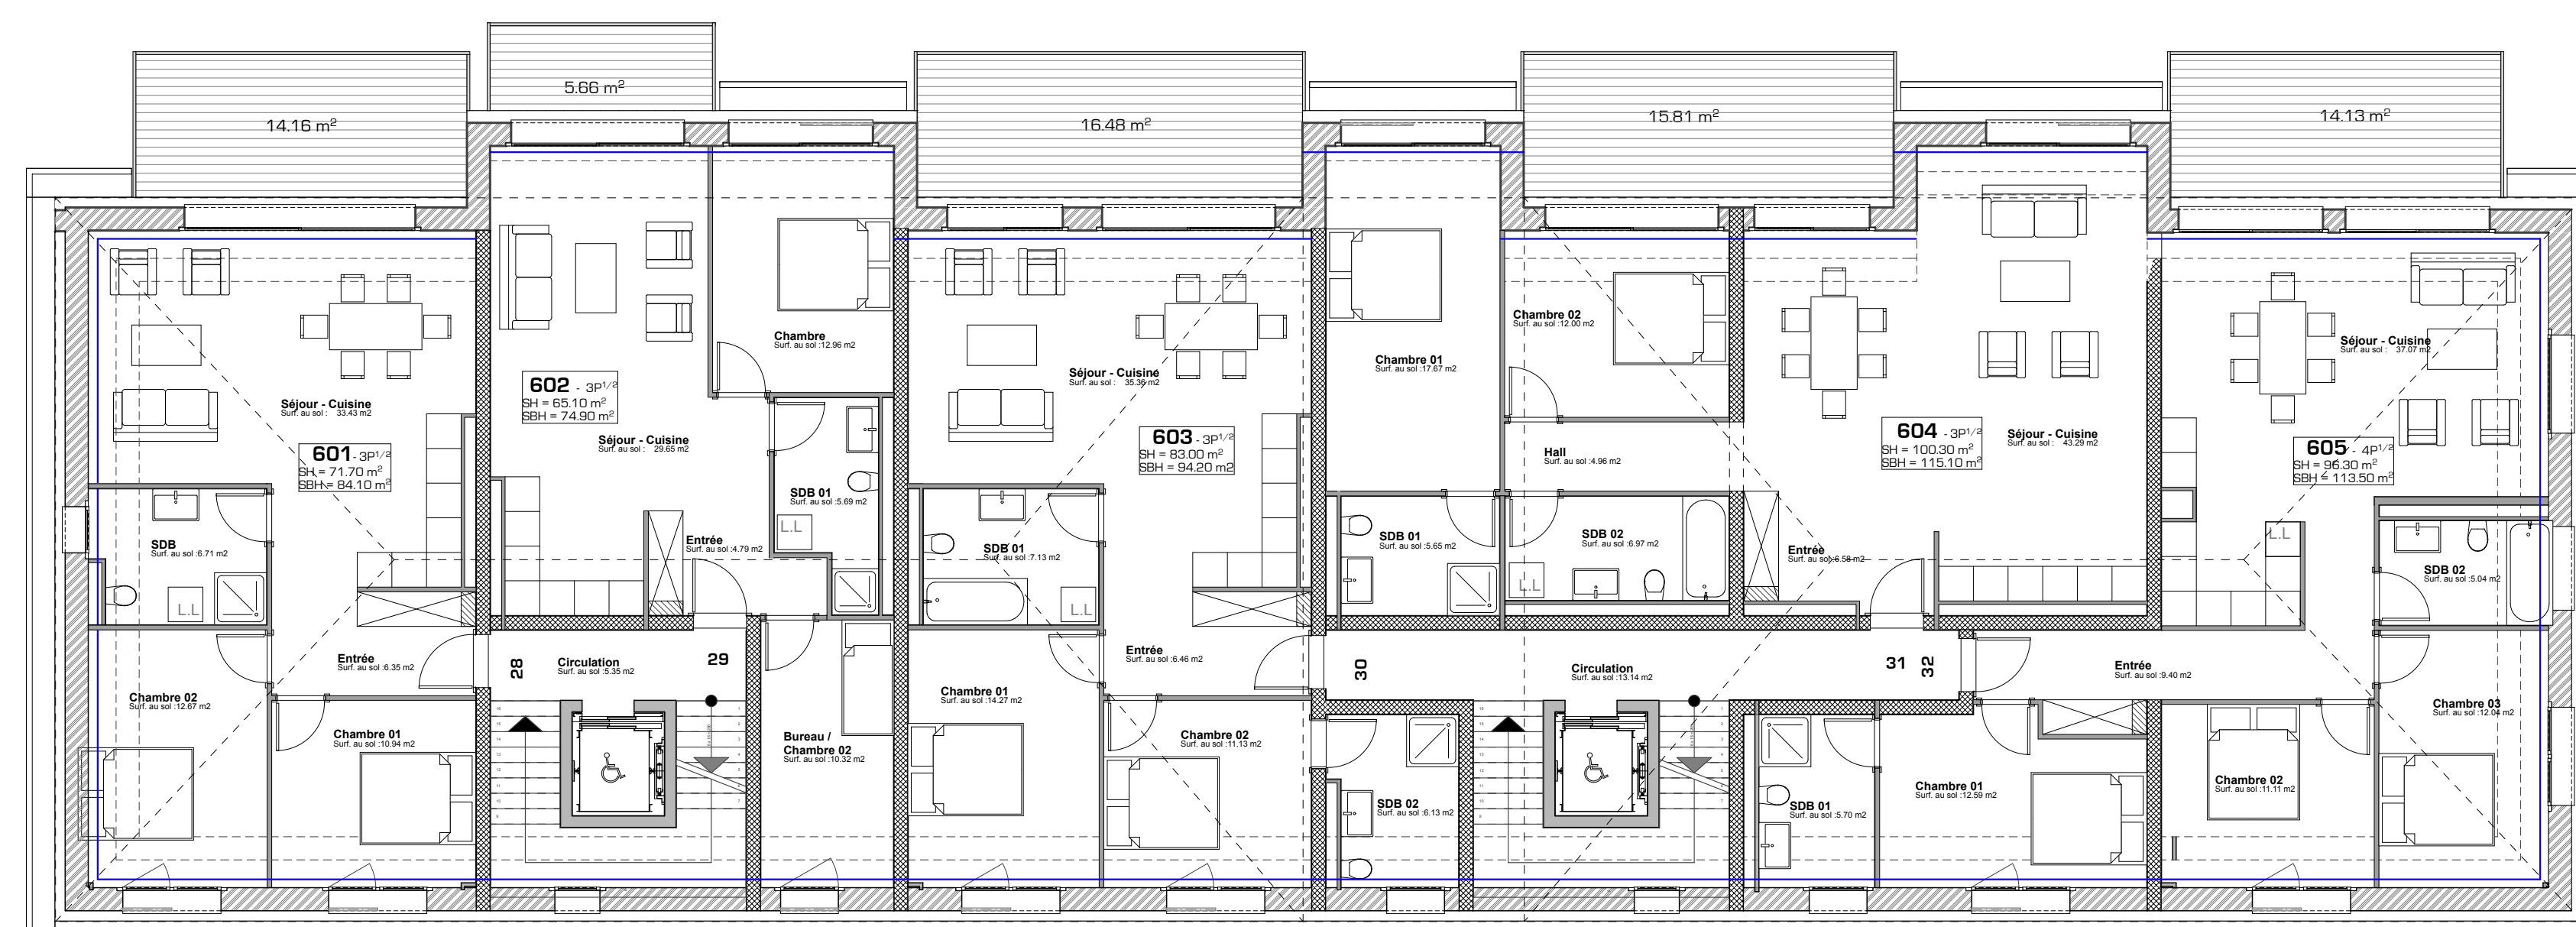 14.16 m²
5.66 m²
16.48 m²
15.81 m²
14.13 m²
Séjour - Cuisine
Surf. au sol : 33.43 m2
601 - 3P1/2
SH = 71.70 m²
SBH = 84.10 m²
SDB
Surf. au sol :6.71 m2
L.L
Entrée
Surf. au sol :6.35 m2
Chambre 02
Surf. au sol :12.67 m2
Chambre 01
Surf. au sol :10.94 m2
602 - 3P1/2
SH = 65.10 m²
SBH = 74.90 m²
Séjour - Cuisine
Surf. au sol : 29.65 m2
Chambre
Surf. au sol :12.96 m2
SDB 01
Surf. au sol :5.69 m2
L.L
Entrée
Surf. au sol :4.79 m2
28
Circulation
Surf. au sol :5.35 m2
29
Bureau /
Chambre 02
Surf. au sol :10.32 m2
Séjour - Cuisine
Surf. au sol : 35.36 m2
603 - 3P1/2
SH = 83.00 m²
SBH = 94.20 m2
SDB 01
Surf. au sol :7.13 m2
L.L
Entrée
Surf. au sol :6.46 m2
Chambre 01
Surf. au sol :14.27 m2
Chambre 02
Surf. au sol :11.13 m2
Chambre 01
Surf. au sol :17.67 m2
Chambre 02
Surf. au sol :12.00 m2
Hall
Surf. au sol :4.96 m2
SDB 01
Surf. au sol :5.65 m2
SDB 02
Surf. au sol :6.97 m2
L.L
604 - 3P1/2
SH = 100.30 m²
SBH = 115.10 m²
Séjour - Cuisine
Surf. au sol : 43.29 m2
Entrée
Surf. au sol :6.58 m2
30
Circulation
Surf. au sol :13.14 m2
31
32
SDB 02
Surf. au sol :6.13 m2
SDB 01
Surf. au sol :5.70 m2
Chambre 01
Surf. au sol :12.59 m2
Séjour - Cuisine
Surf. au sol : 37.07 m2
605 - 4P1/2
SH = 96.30 m²
SBH = 113.50 m²
L.L
SDB 02
Surf. au sol :5.04 m2
Entrée
Surf. au sol :9.40 m2
Chambre 03
Surf. au sol :12.04 m2
Chambre 02
Surf. au sol :11.11 m2